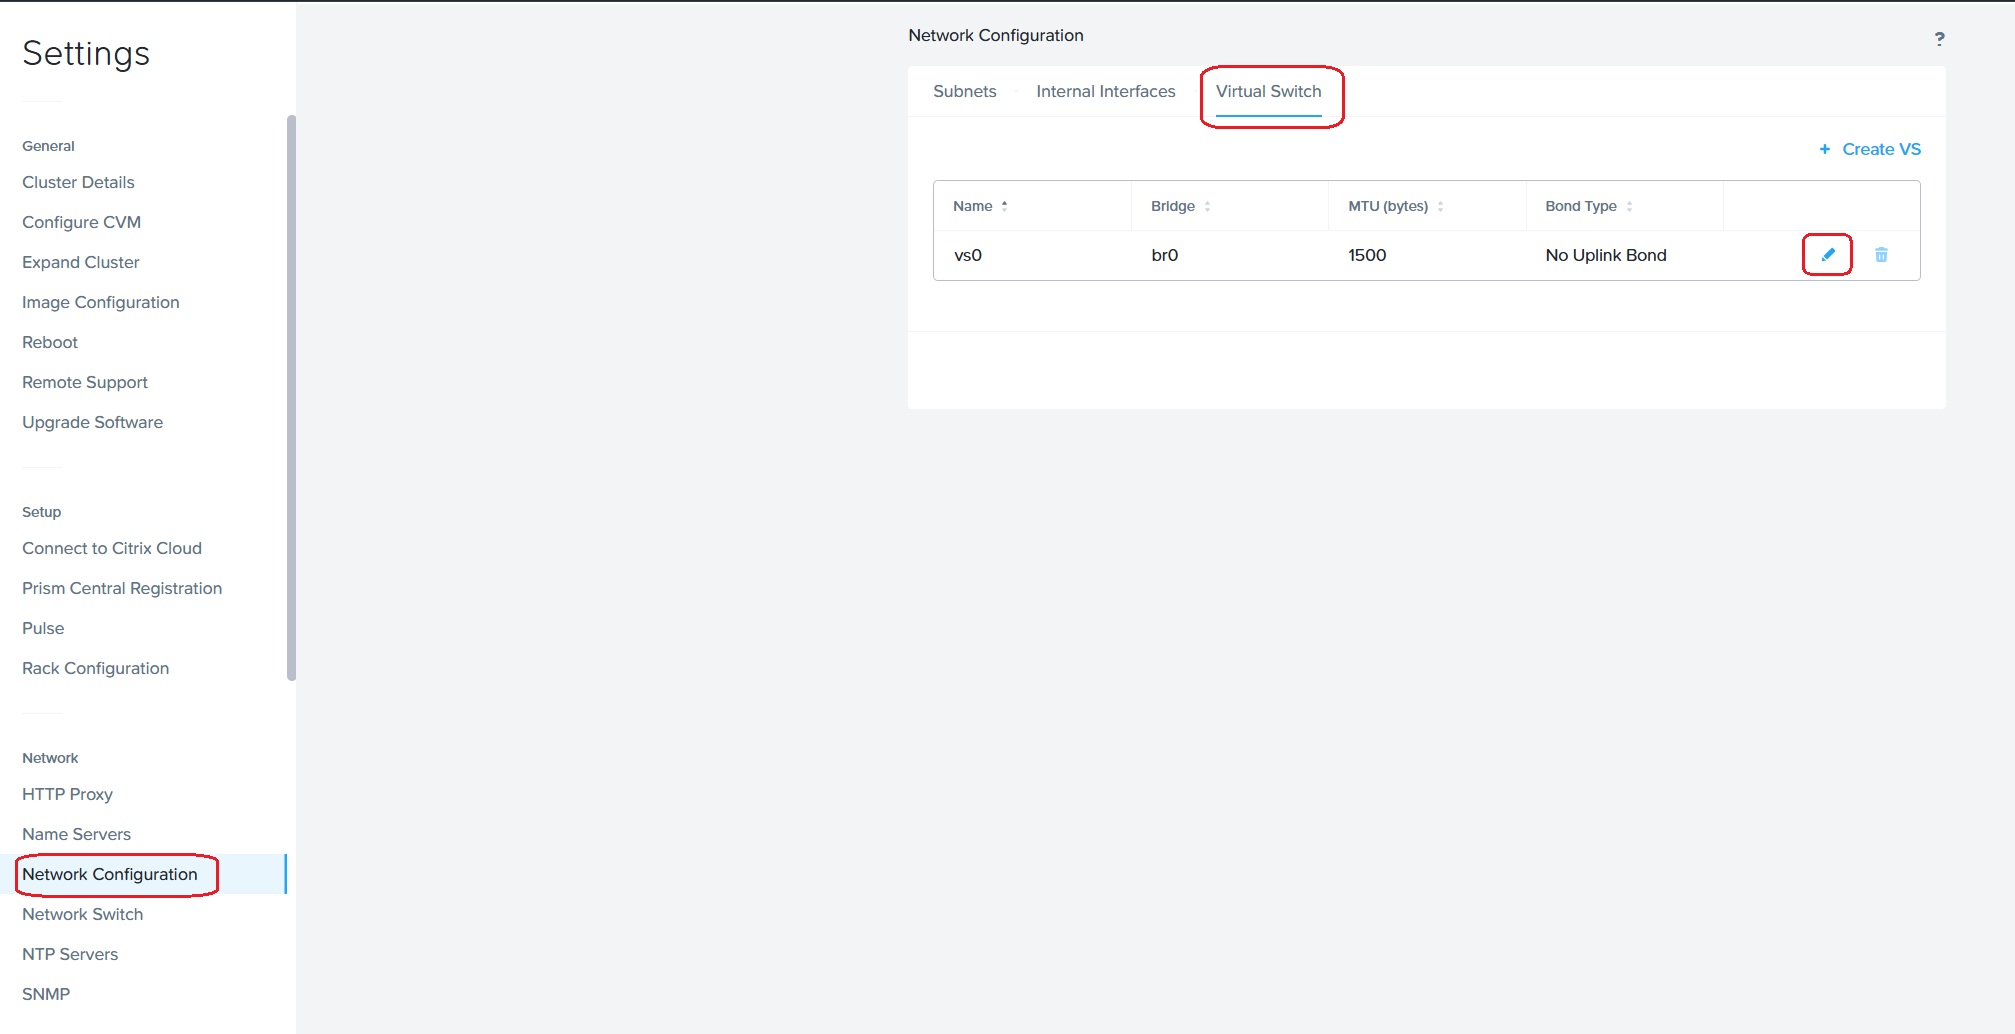 Settings
General
Cluster Details
Configure CVM
Expand Cluster
Image Configuration
Reboot
Remote Support
Upgrade Software
Setup
Connect to Citrix Cloud
Prism Central Registration
Pulse
Rack Configuration
Network
HTTP Proxy
Name Servers
Network Configuration
Network Switch
NTP Servers
SNMP
Network Configuration
?
Subnets Internal Interfaces Virtual Switch
+ Create VS
Name Bridge MTU (bytes) Bond Type
vs0 br0 1500 No Uplink Bond